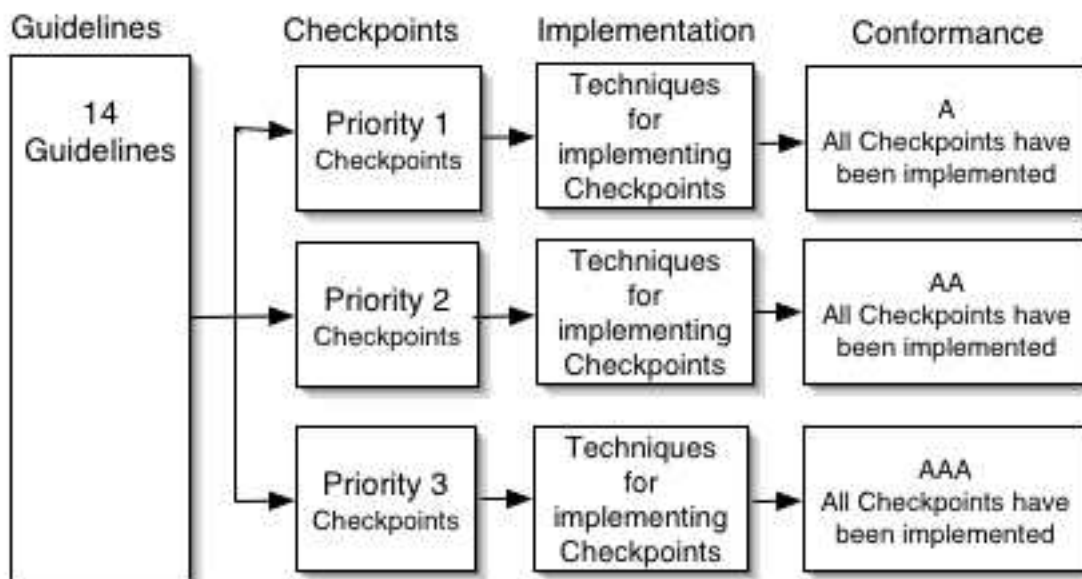 Guidelines
Checkpoints
Implementation
Conformance
14
Guidelines
Priority 1
Checkpoints
Techniques
for
implementing
Checkpoints
A
All Checkpoints have
been implemented
Priority 2
Checkpoints
Techniques
for
implementing
Checkpoints
AA
All Checkpoints have
been implemented
Priority 3
Checkpoints
Techniques
for
implementing
Checkpoints
AAA
All Checkpoints have
been implemented